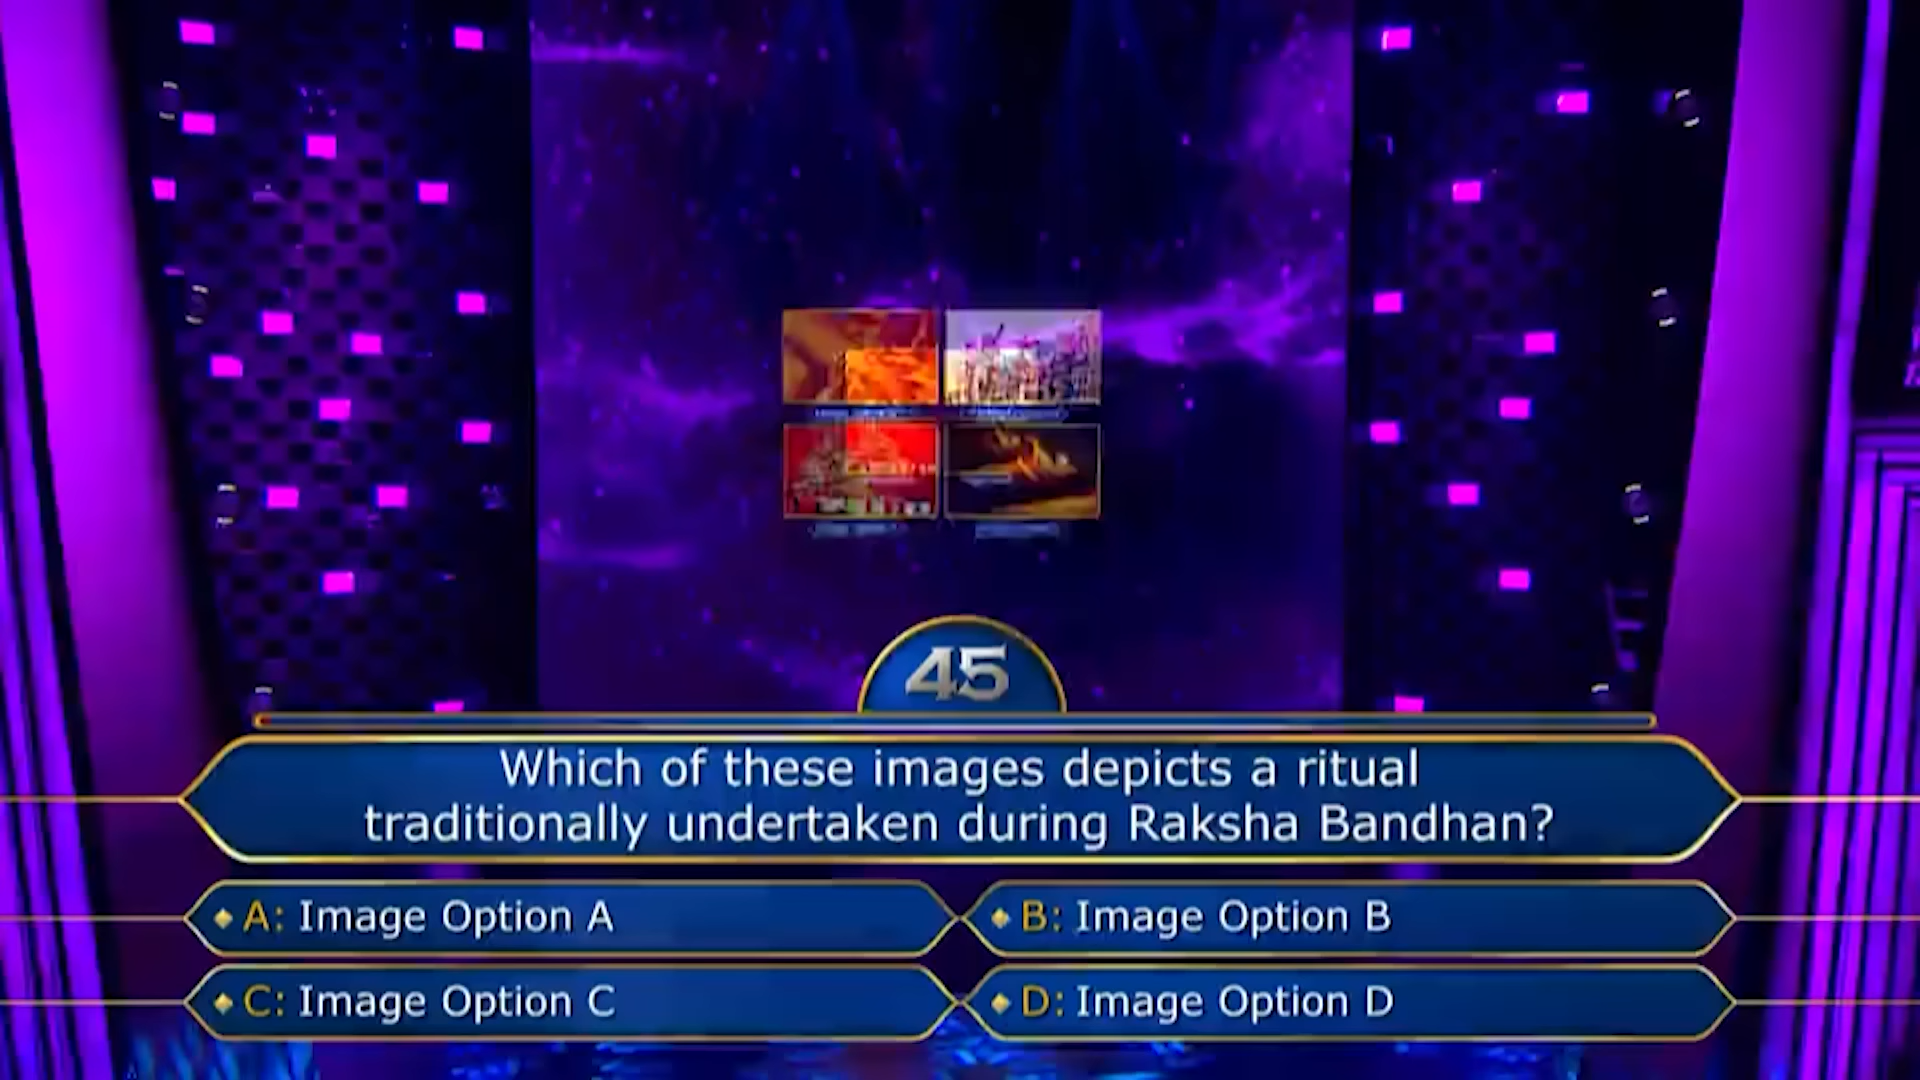 45
Which of these images depicts a ritual
traditionally undertaken during Raksha Bandhan?
A: Image Option A
B: Image Option B
C: Image Option C
D: Image Option D